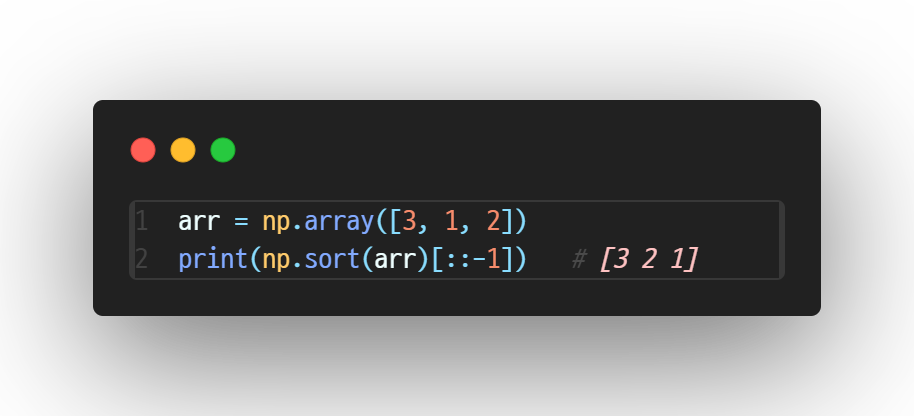 1 arr = np.array([3, 1, 2])
2 print(np.sort(arr)[::-1])   # [3 2 1]